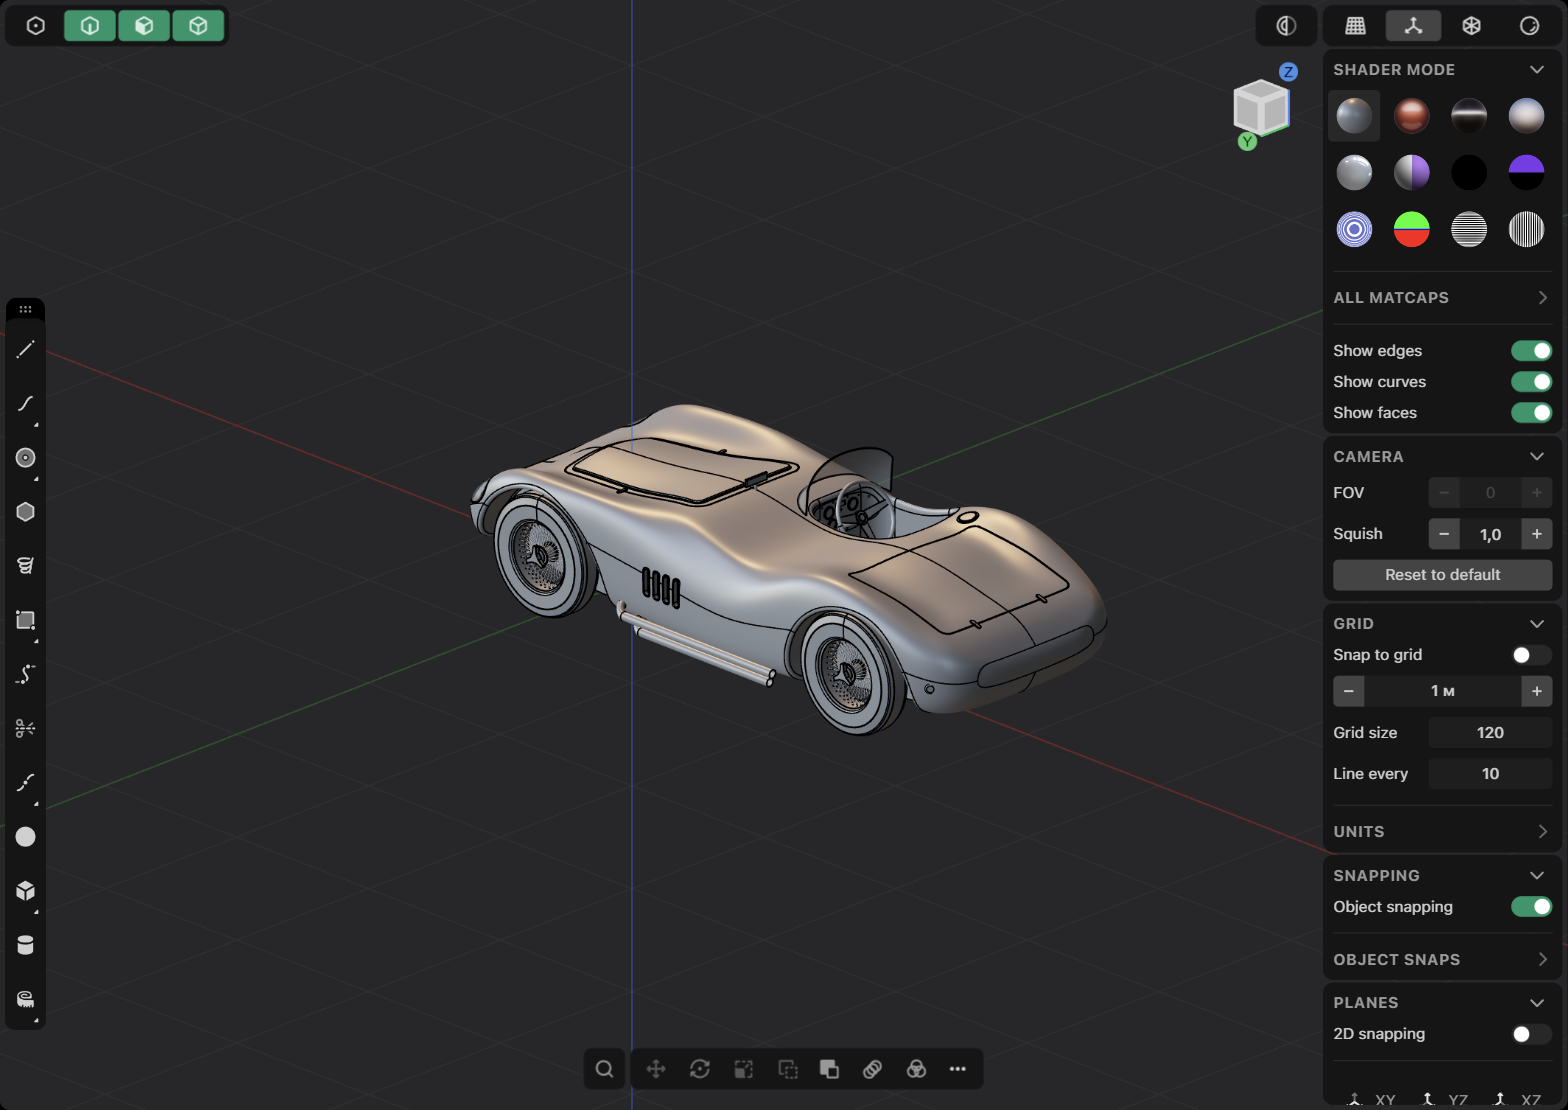 Z
Y
SHADER MODE
ALL MATCAPS
Show edges
Show curves
Show faces
CAMERA
FOV
−
0
+
Squish
−
1,0
+
Reset to default
GRID
Snap to grid
−
1 м
+
Grid size
120
Line every
10
UNITS
SNAPPING
Object snapping
OBJECT SNAPS
PLANES
2D snapping
XY
YZ
XZ